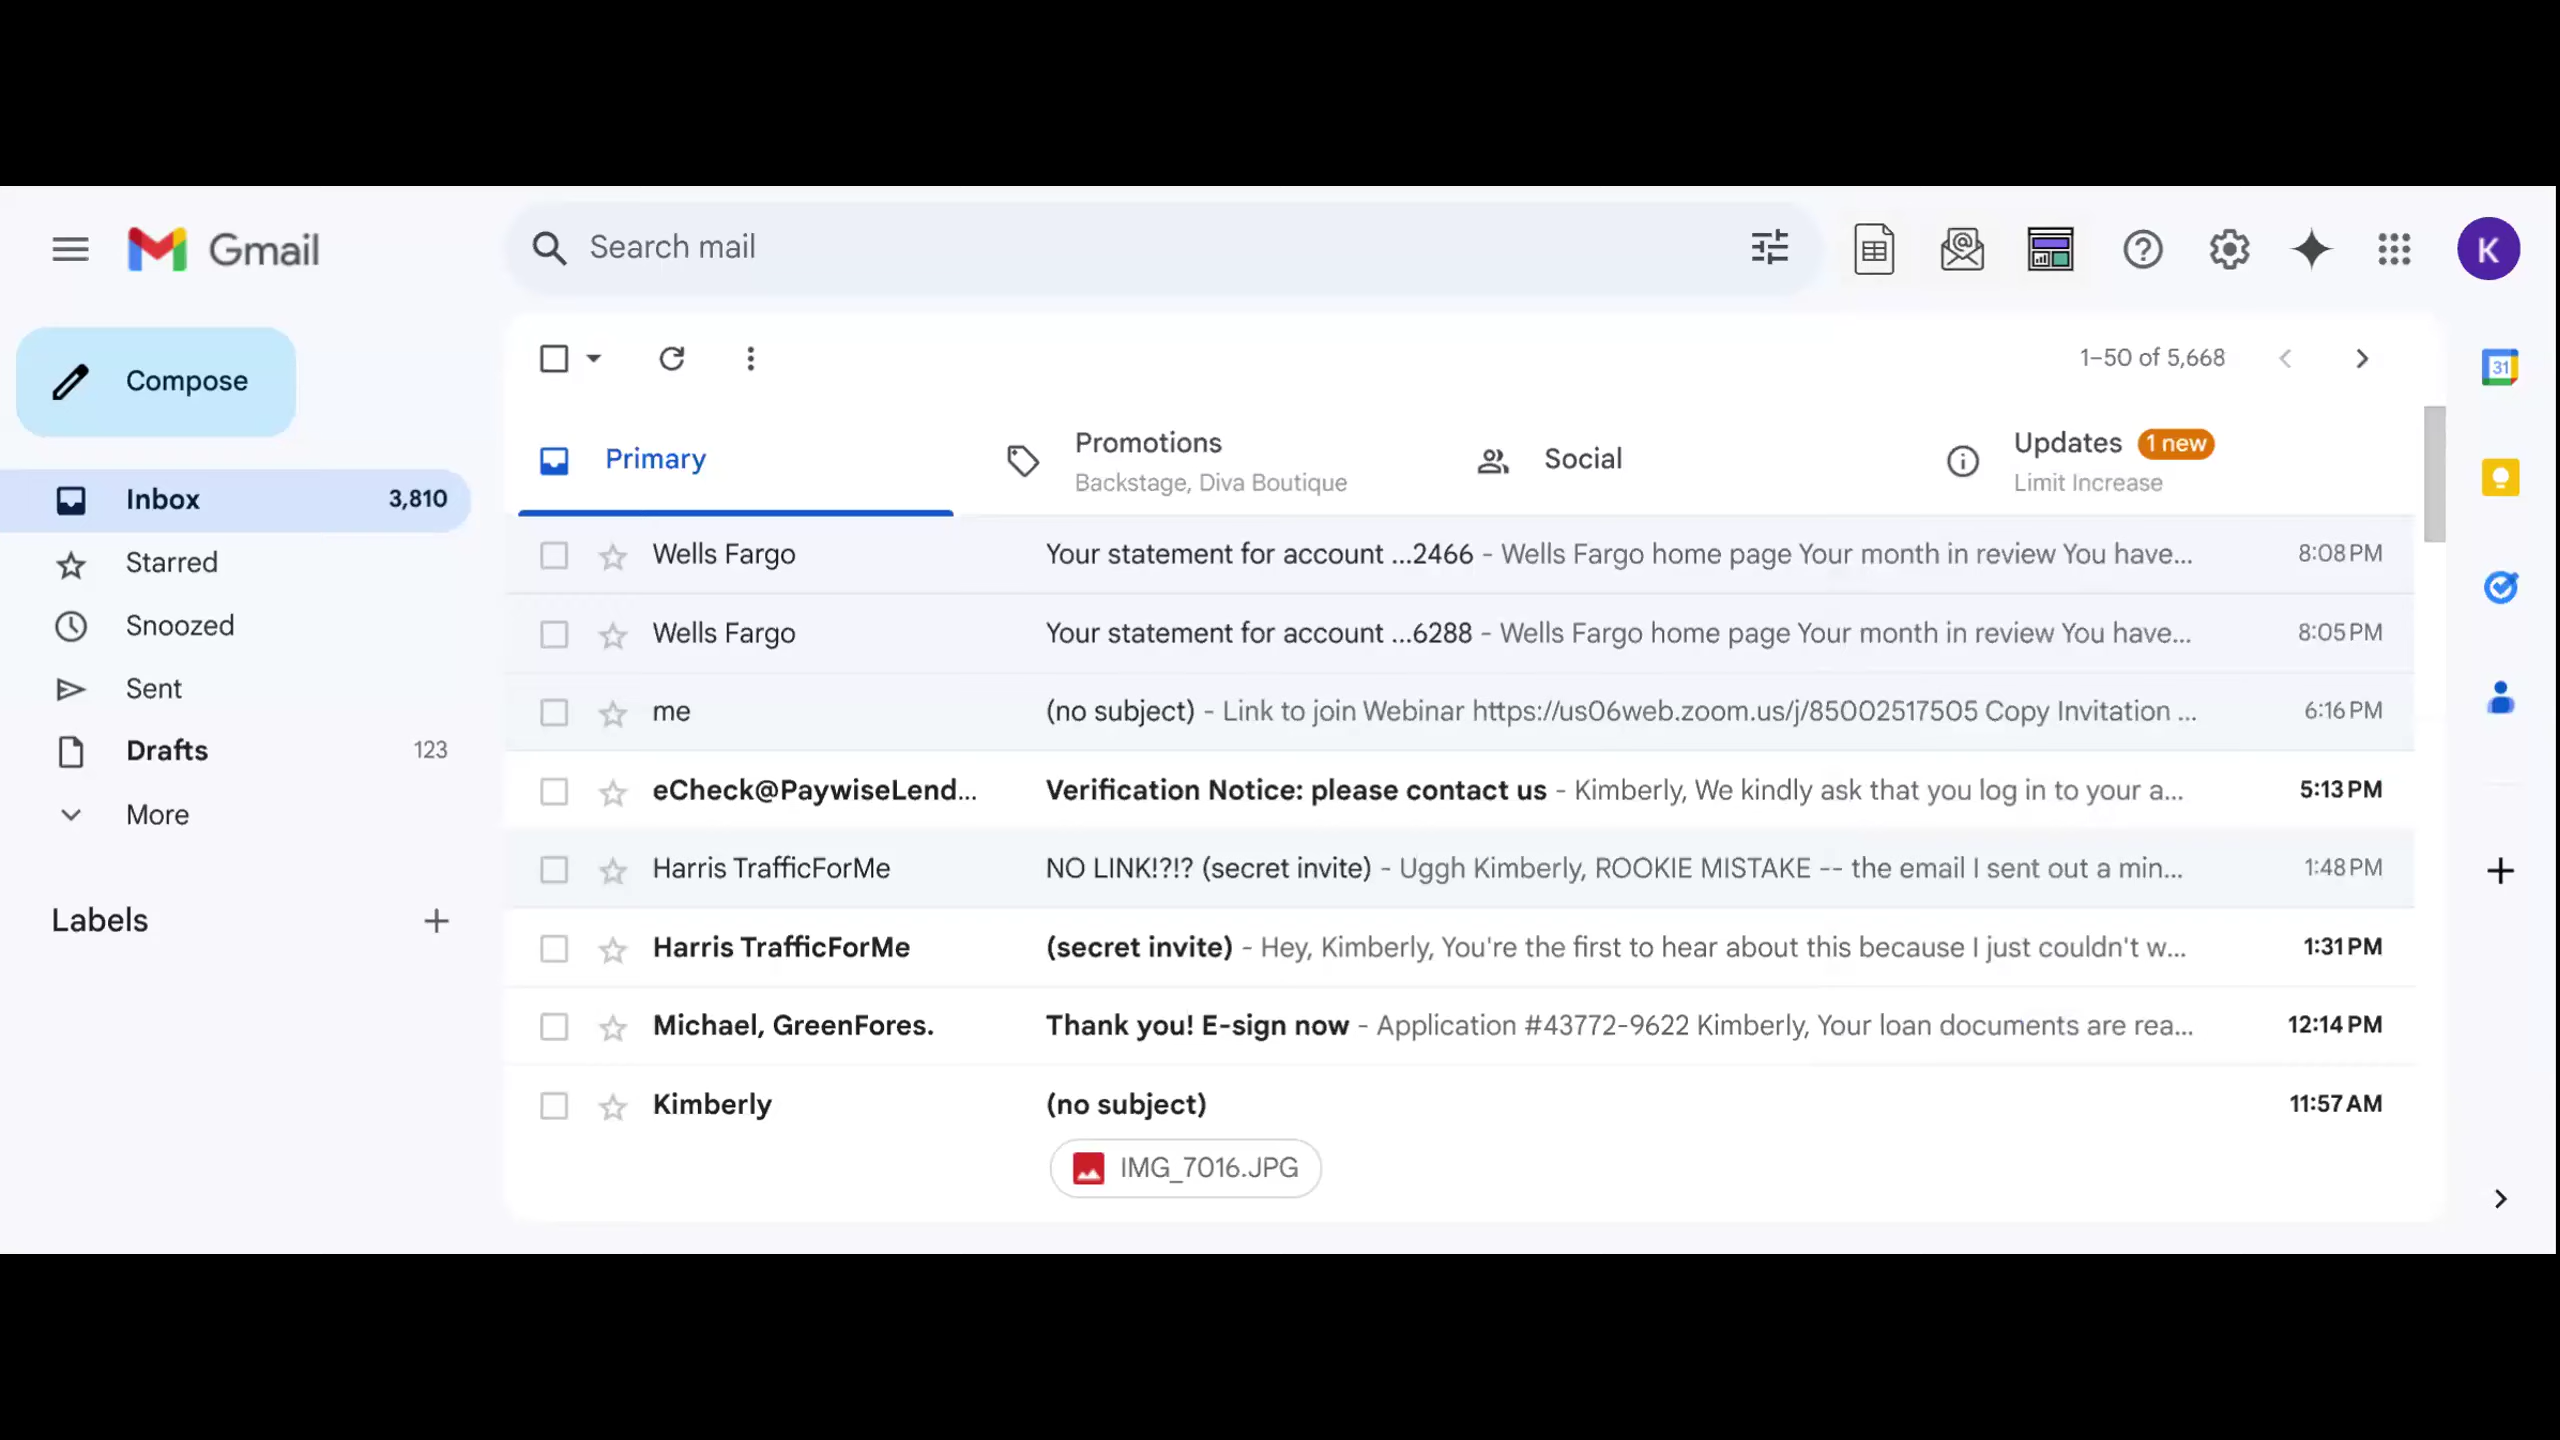 Gmail
Search mail
K
Compose
1–50 of 5,668
31
Primary
Promotions
Backstage, Diva Boutique
Social
Updates 1 new
Limit Increase
Inbox 3,810
Starred
Snoozed
Sent
Drafts 123
More
Labels
Wells Fargo Your statement for account ...2466 - Wells Fargo home page Your month in review You have... 8:08 PM
Wells Fargo Your statement for account ...6288 - Wells Fargo home page Your month in review You have... 8:05 PM
me (no subject) - Link to join Webinar https://us06web.zoom.us/j/85002517505 Copy Invitation ... 6:16 PM
eCheck@PaywiseLend... Verification Notice: please contact us - Kimberly, We kindly ask that you log in to your a... 5:13 PM
Harris TrafficForMe NO LINK!?!? (secret invite) - Uggh Kimberly, ROOKIE MISTAKE -- the email I sent out a min... 1:48 PM
Harris TrafficForMe (secret invite) - Hey, Kimberly, You're the first to hear about this because I just couldn't w... 1:31 PM
Michael, GreenFores. Thank you! E-sign now - Application #43772-9622 Kimberly, Your loan documents are rea... 12:14 PM
Kimberly (no subject) 11:57 AM
IMG_7016.JPG